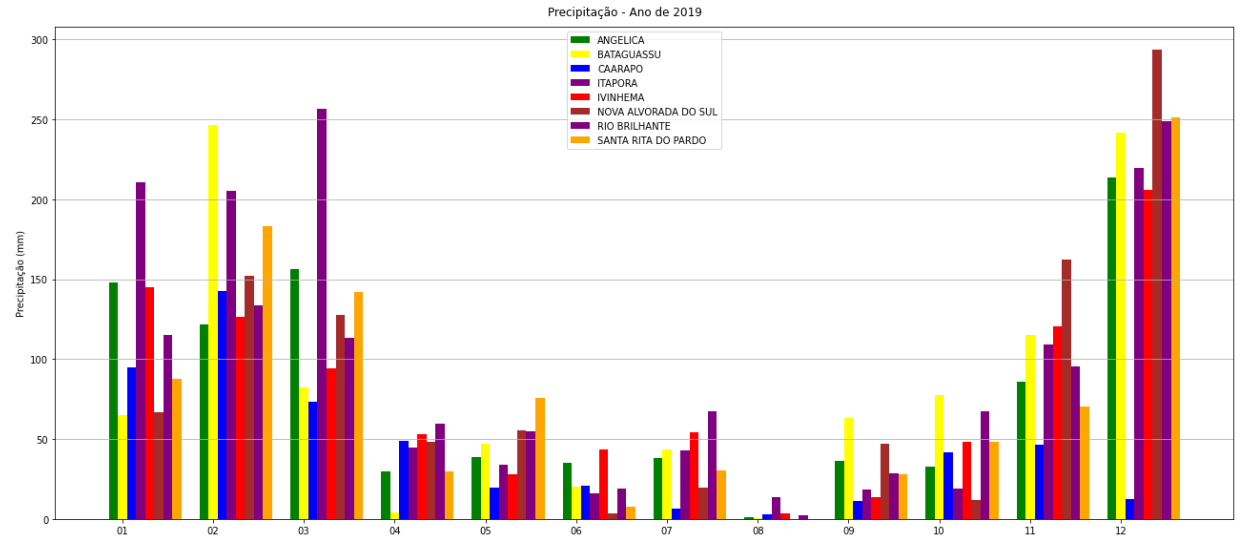 Precipitação - Ano de 2019
ANGELICA
BATAGUASSU
CAARAPO
ITAPORA
IVINHEMA
NOVA ALVORADA DO SUL
RIO BRILHANTE
SANTA RITA DO PARDO
Precipitação (mm)
300
250
200
150
100
50
0
01 02 03 04 05 06 07 08 09 10 11 12